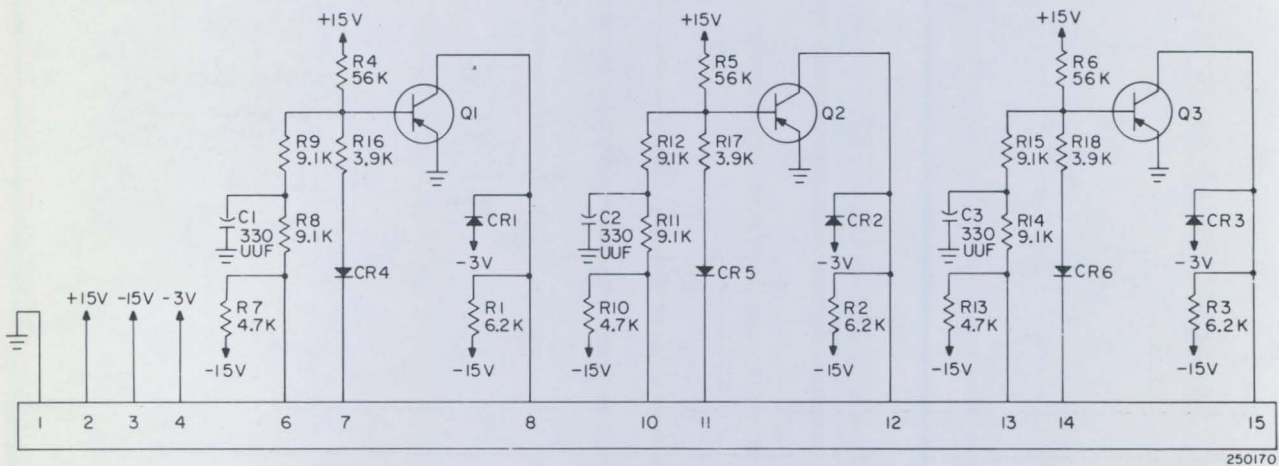 +15V
R4
56K
Q1
R9
9.1K
R16
3.9K
C1
330
UUF
R8
9.1K
CR1
-3V
CR4
R7
4.7K
-15V
R1
6.2K
-15V
+15V
R5
56K
Q2
R12
9.1K
R17
3.9K
C2
330
UUF
R11
9.1K
CR2
-3V
CR5
R10
4.7K
-15V
R2
6.2K
-15V
+15V
R6
56K
Q3
R15
9.1K
R18
3.9K
C3
330
UUF
R14
9.1K
CR3
-3V
CR6
R13
4.7K
-15V
R3
6.2K
-15V
+15V -15V -3V
1 2 3 4 6 7 8 10 11 12 13 14 15
250170